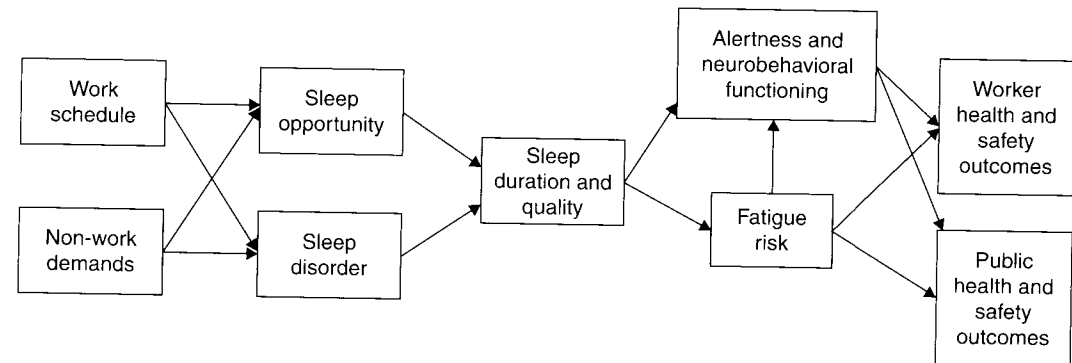 Work
schedule
Non-work
demands
Sleep
opportunity
Sleep
disorder
Sleep
duration and
quality
Alertness and
neurobehavioral
functioning
Fatigue
risk
Worker
health and
safety
outcomes
Public
health and
safety
outcomes